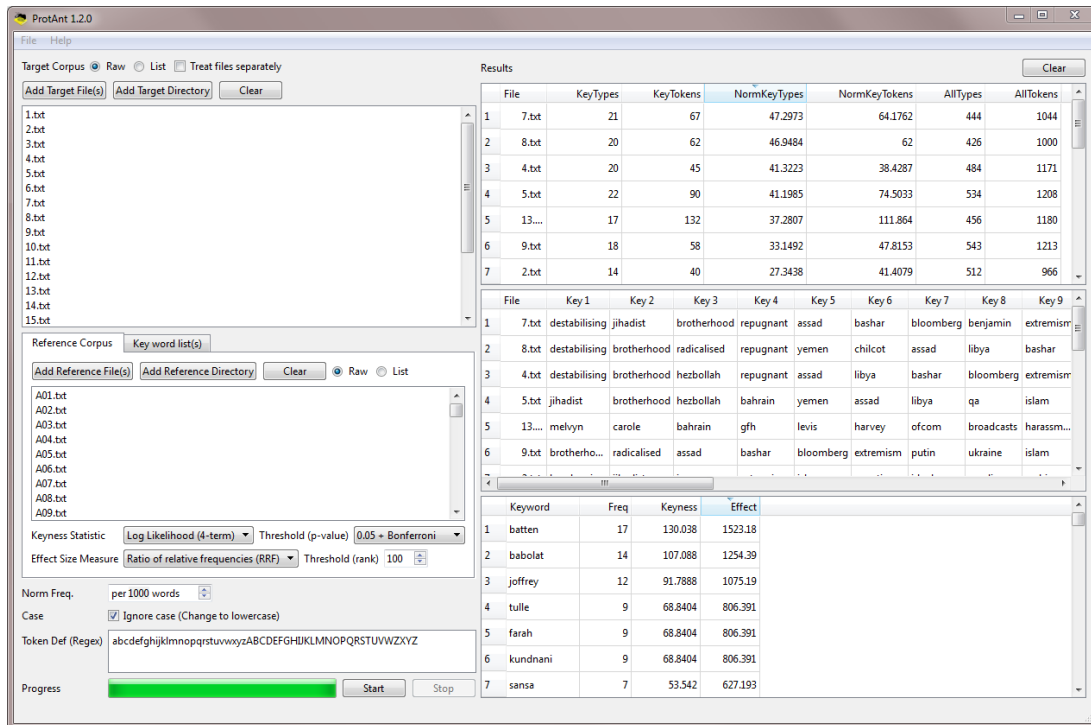 ProtAnt 1.2.0
File Help
Target Corpus Raw List Treat files separately
Add Target File(s) Add Target Directory Clear
1.txt
2.txt
3.txt
4.txt
5.txt
6.txt
7.txt
8.txt
9.txt
10.txt
11.txt
12.txt
13.txt
14.txt
15.txt
Reference Corpus Key word list(s)
Add Reference File(s) Add Reference Directory Clear Raw List
A01.txt
A02.txt
A03.txt
A04.txt
A05.txt
A06.txt
A07.txt
A08.txt
A09.txt
Keyness Statistic Log Likelihood (4-term) Threshold (p-value) 0.05 + Bonferroni
Effect Size Measure Ratio of relative frequencies (RRF) Threshold (rank) 100
Norm Freq. per 1000 words
Case Ignore case (Change to lowercase)
Token Def (Regex) abcdefghijklmnopqrstuvwxyzABCDEFGHIJKLMNOPQRSTUVWZXYZ
Progress Start Stop
Results Clear
File KeyTypes KeyTokens NormKeyTypes NormKeyTokens AllTypes AllTokens
1 7.txt 21 67 47.2973 64.1762 444 1044
2 8.txt 20 62 46.9484 62 426 1000
3 4.txt 20 45 41.3223 38.4287 484 1171
4 5.txt 22 90 41.1985 74.5033 534 1208
5 13.... 17 132 37.2807 111.864 456 1180
6 9.txt 18 58 33.1492 47.8153 543 1213
7 2.txt 14 40 27.3438 41.4079 512 966
File Key 1 Key 2 Key 3 Key 4 Key 5 Key 6 Key 7 Key 8 Key 9
1 7.txt destabilising jihadist brotherhood repugnant assad bashar bloomberg benjamin extremism
2 8.txt destabilising brotherhood radicalised repugnant yemen chilcot assad libya bashar
3 4.txt destabilising brotherhood hezbollah repugnant assad libya bashar bloomberg extremism
4 5.txt jihadist brotherhood hezbollah bahrain yemen assad libya qa islam
5 13.... melvyn carole bahrain gfh levis harvey ofcom broadcasts harassm...
6 9.txt brotherho... radicalised assad bashar bloomberg extremism putin ukraine islam
Keyword Freq Keyness Effect
1 batten 17 130.038 1523.18
2 babolat 14 107.088 1254.39
3 joffrey 12 91.7888 1075.19
4 tulle 9 68.8404 806.391
5 farah 9 68.8404 806.391
6 kundnani 9 68.8404 806.391
7 sansa 7 53.542 627.193